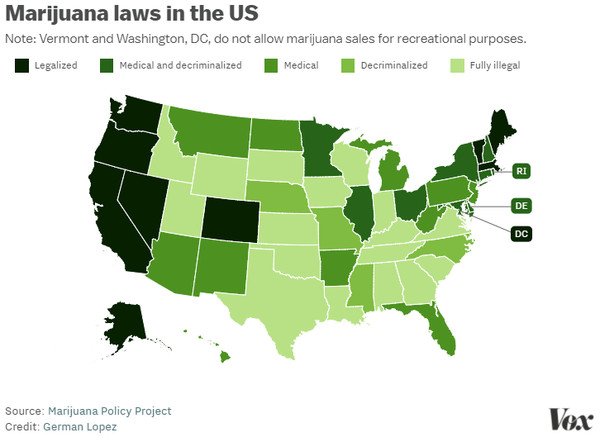 Marijuana laws in the US
Note: Vermont and Washington, DC, do not allow marijuana sales for recreational purposes.
Legalized Medical and decriminalized Medical Decriminalized Fully illegal
RI
DE
DC
Source: Marijuana Policy Project
Credit: German Lopez
Vox